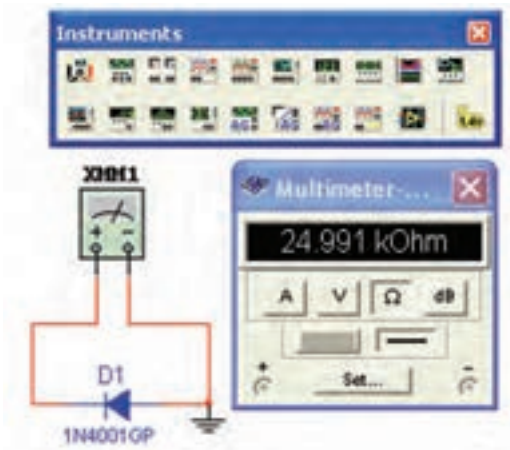 Instruments
XMM1
Multimeter-...
24.991 kOhm
A V Ω dB
+ -
Set...
+ -
D1
1N4001GP